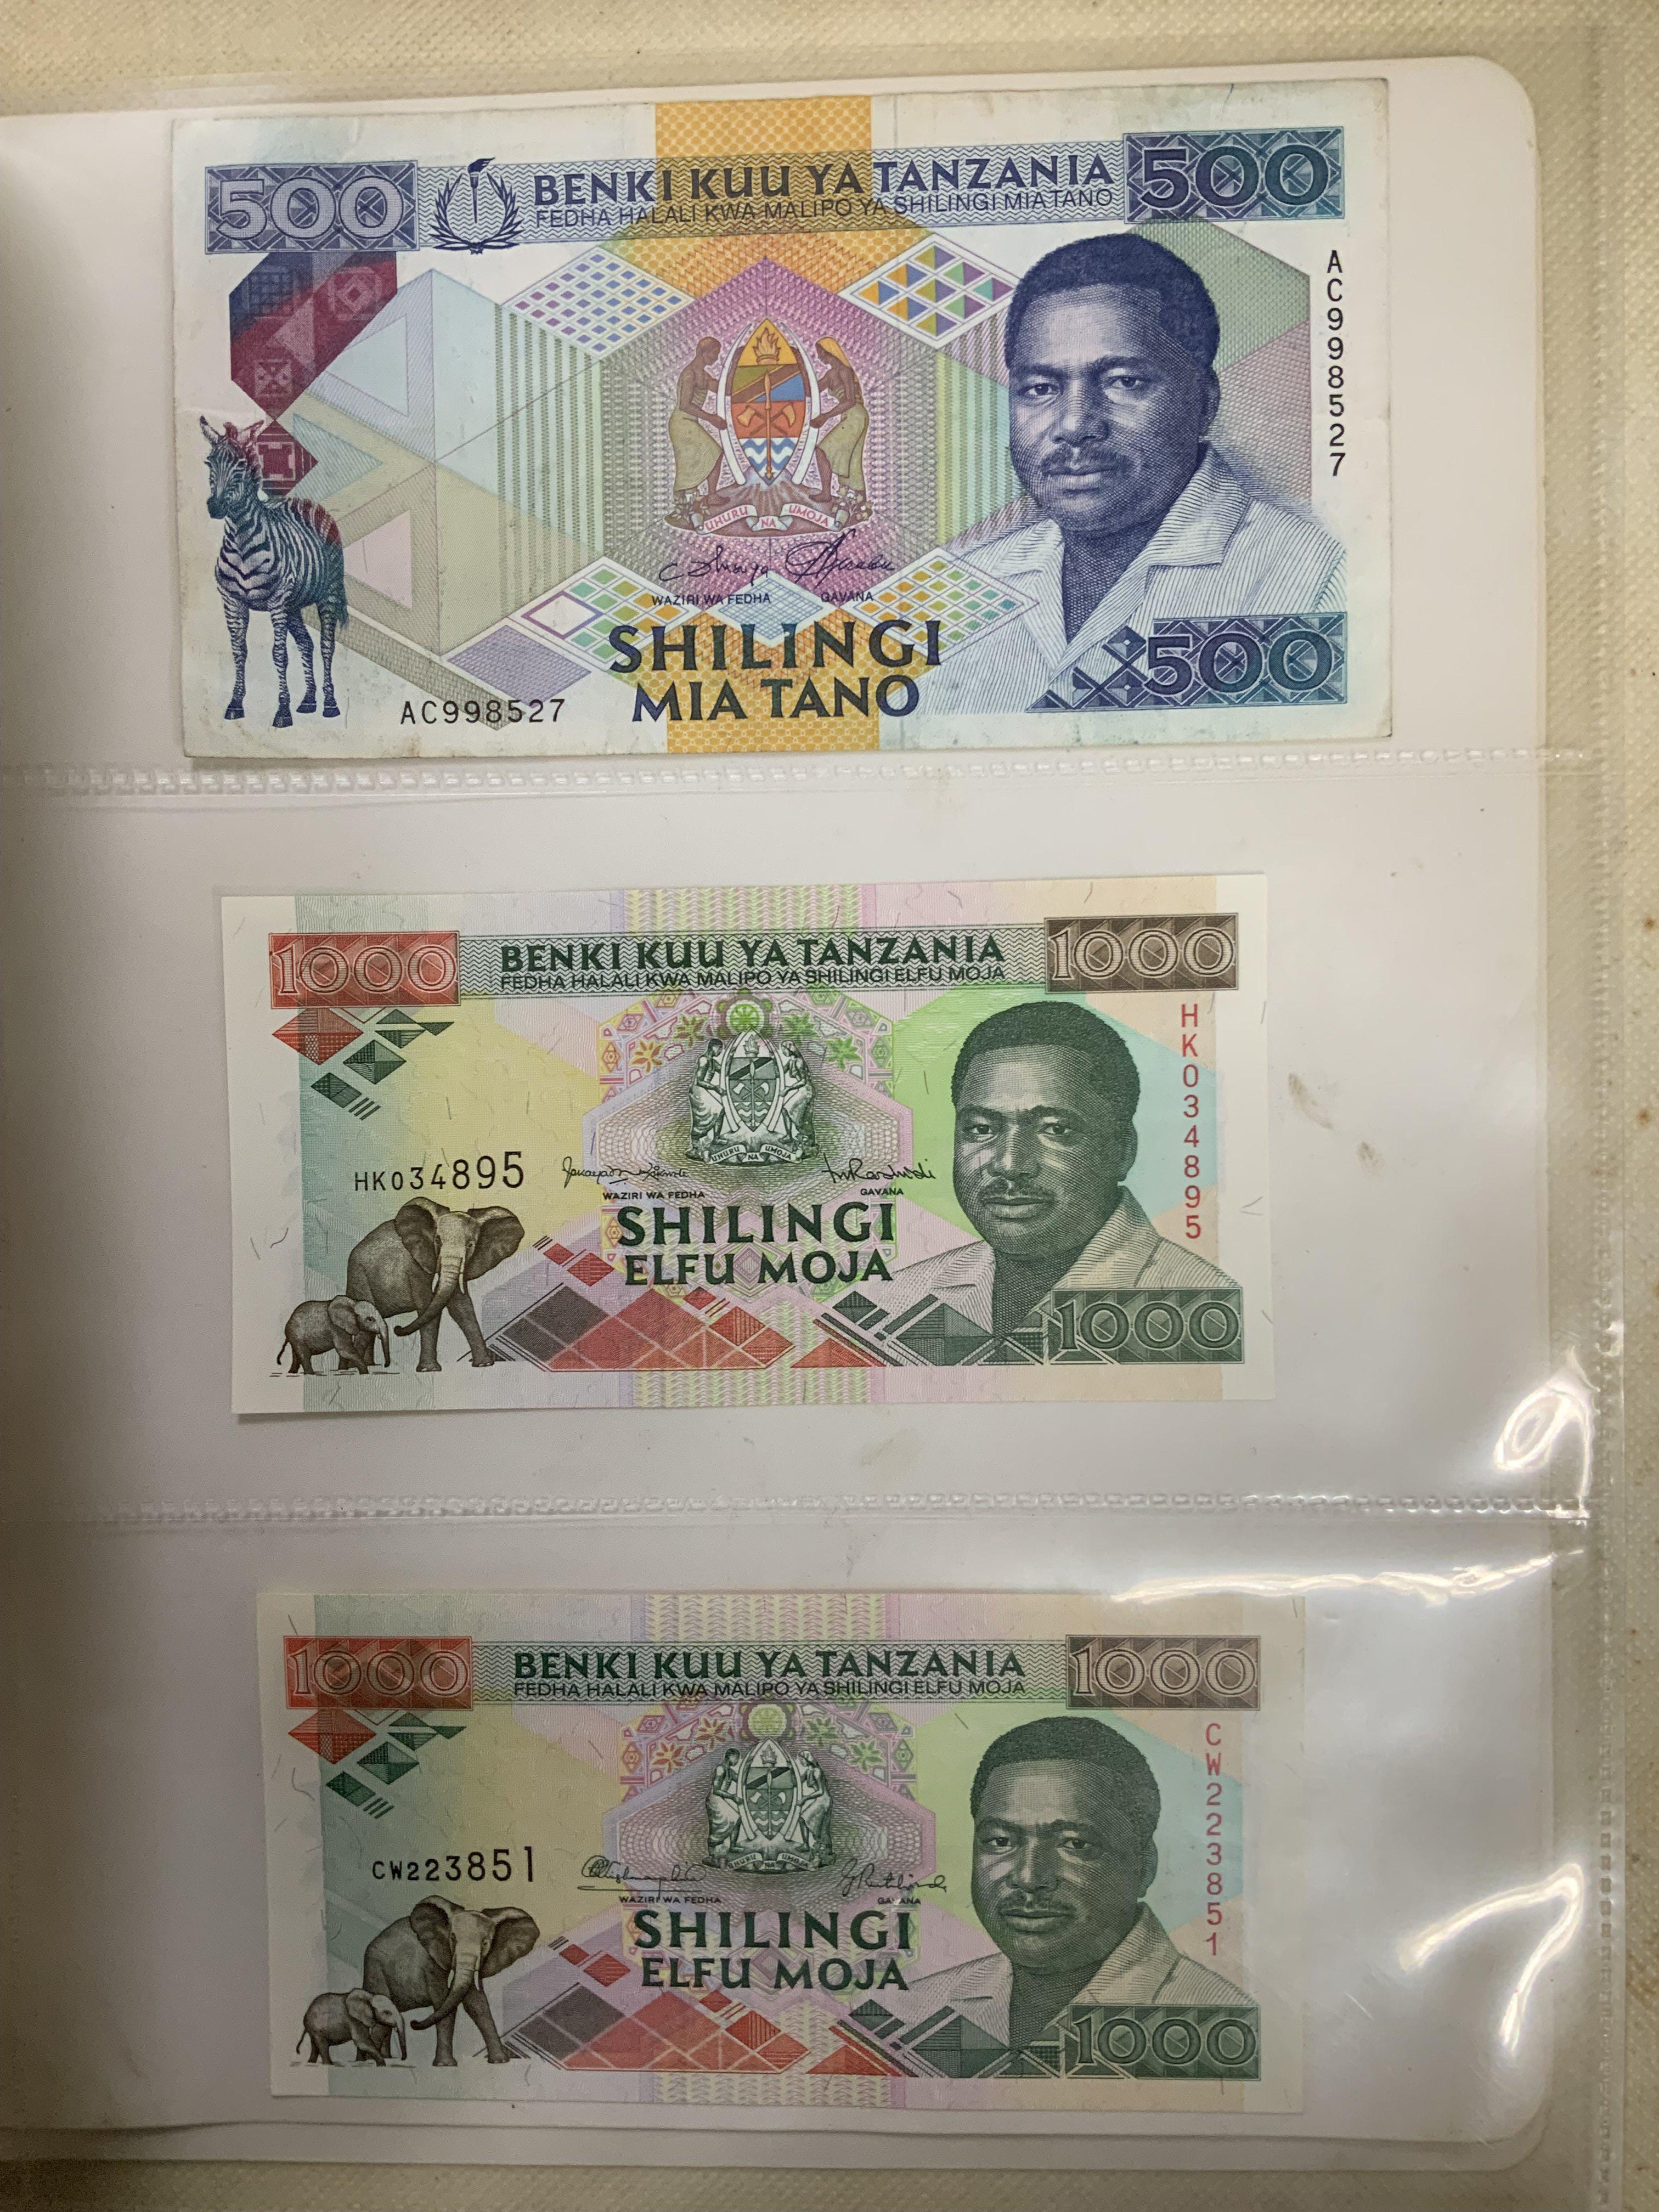 500 BENKI KUU YA TANZANIA 500
FEDHA HALALI KWA MALIPO YA SHILINGI MIA TANO
AC998527
UHURU NA UMOJA
WAZIRI WA FEDHA GAVANA
SHILINGI
MIA TANO
500
AC998527
1000 BENKI KUU YA TANZANIA 1000
FEDHA HALALI KWA MALIPO YA SHILINGI ELFU MOJA
HK034895
UHURU NA UMOJA
HK034895
WAZIRI WA FEDHA GAVANA
SHILINGI
ELFU MOJA
1000
1000 BENKI KUU YA TANZANIA 1000
FEDHA HALALI KWA MALIPO YA SHILINGI ELFU MOJA
CW223851
UHURU NA UMOJA
CW223851
WAZIRI WA FEDHA GAVANA
SHILINGI
ELFU MOJA
1000